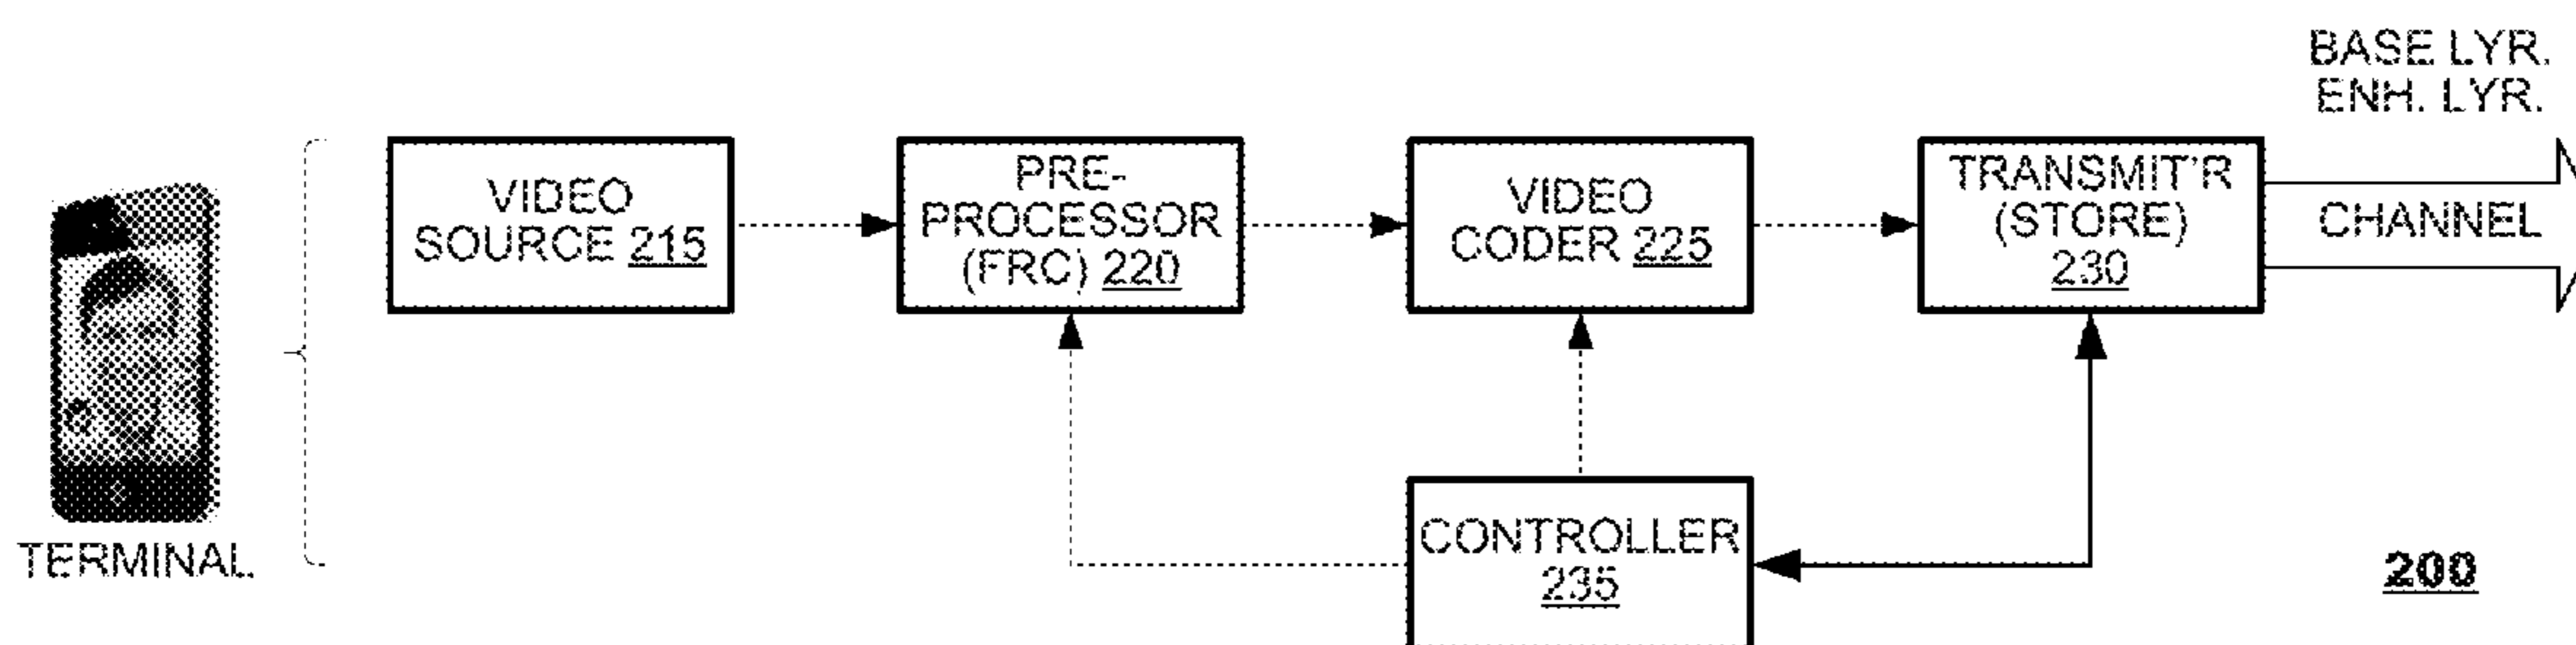 BASE LYR.
ENH. LYR.
VIDEO
SOURCE 215
PRE-
PROCESSOR
(FRC) 220
VIDEO
CODER 225
TRANSMIT'R
(STORE)
230
CHANNEL
CONTROLLER
235
TERMINAL
200